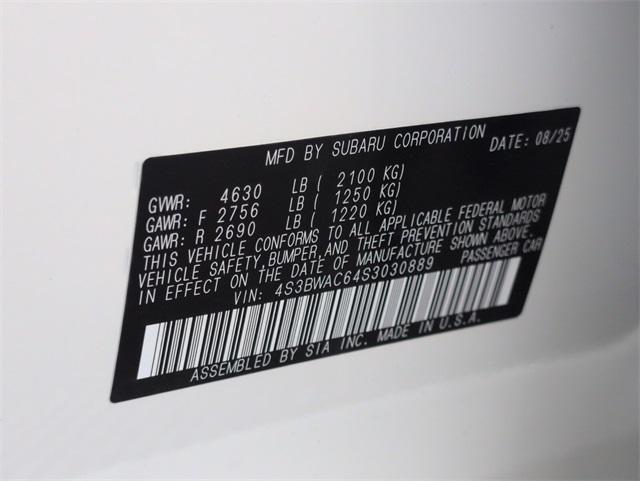 MFD BY SUBARU CORPORATION DATE: 08/25
GVWR: 4630 LB ( 2100 KG)
GAWR: F 2756 LB ( 1250 KG)
GAWR: R 2690 LB ( 1220 KG)
THIS VEHICLE CONFORMS TO ALL APPLICABLE FEDERAL MOTOR
VEHICLE SAFETY,BUMPER,AND THEFT PREVENTION STANDARDS
IN EFFECT ON THE DATE OF MANUFACTURE SHOWN ABOVE.
VIN: 4S3BWAC64S3030889 PASSENGER CAR
ASSEMBLED BY SIA INC. MADE IN U.S.A.